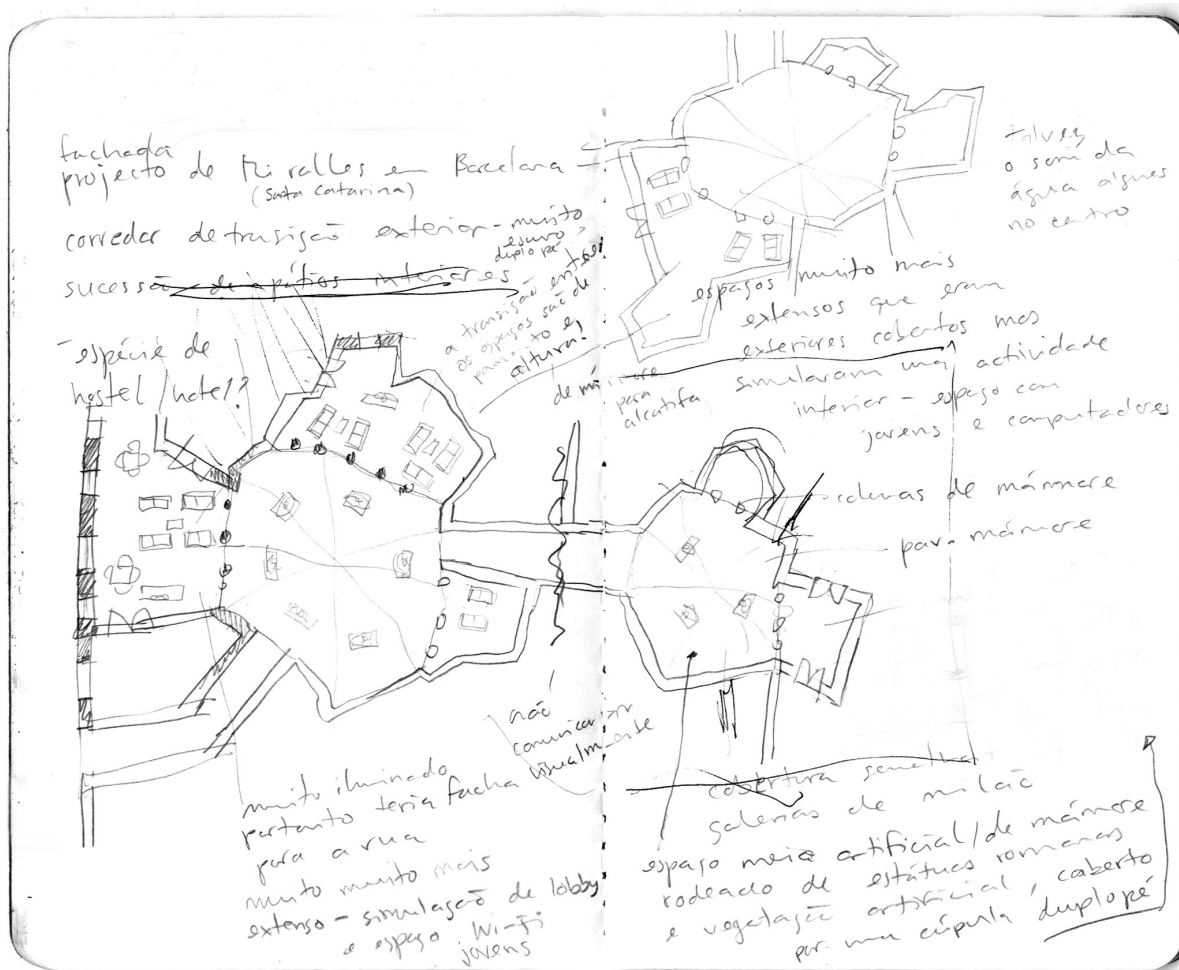 fachada
projecto de Miralles em Barcelona
(Santa Catarina)
corredor de transição exterior - muito
escuro,
duplo pé
sucessão de pátios interiores
espécie de
hostel / hotel?
a transição entre
os espaços são de
pavimento e
altura!
de mármore
para
alcatifa
talvez
o som da
água algures
no centro
espaços muito mais
extensos que eram
exteriores cobertos mas
simularam uma actividade
interior - espaço com
jovens e computadores
colunas de mármore
pav. mármore
não
comunicar
visualmente
muito iluminado
portanto teria facha
para a rua
muito muito mais
extenso - simulação de lobby
e espaço Wi-Fi
jovens
cobertura semelhante
galerias de milão
espaço meio artificial/de mármore
rodeado de estátuas romanas
e vegetação artificial, coberto
por uma cúpula duplo pé